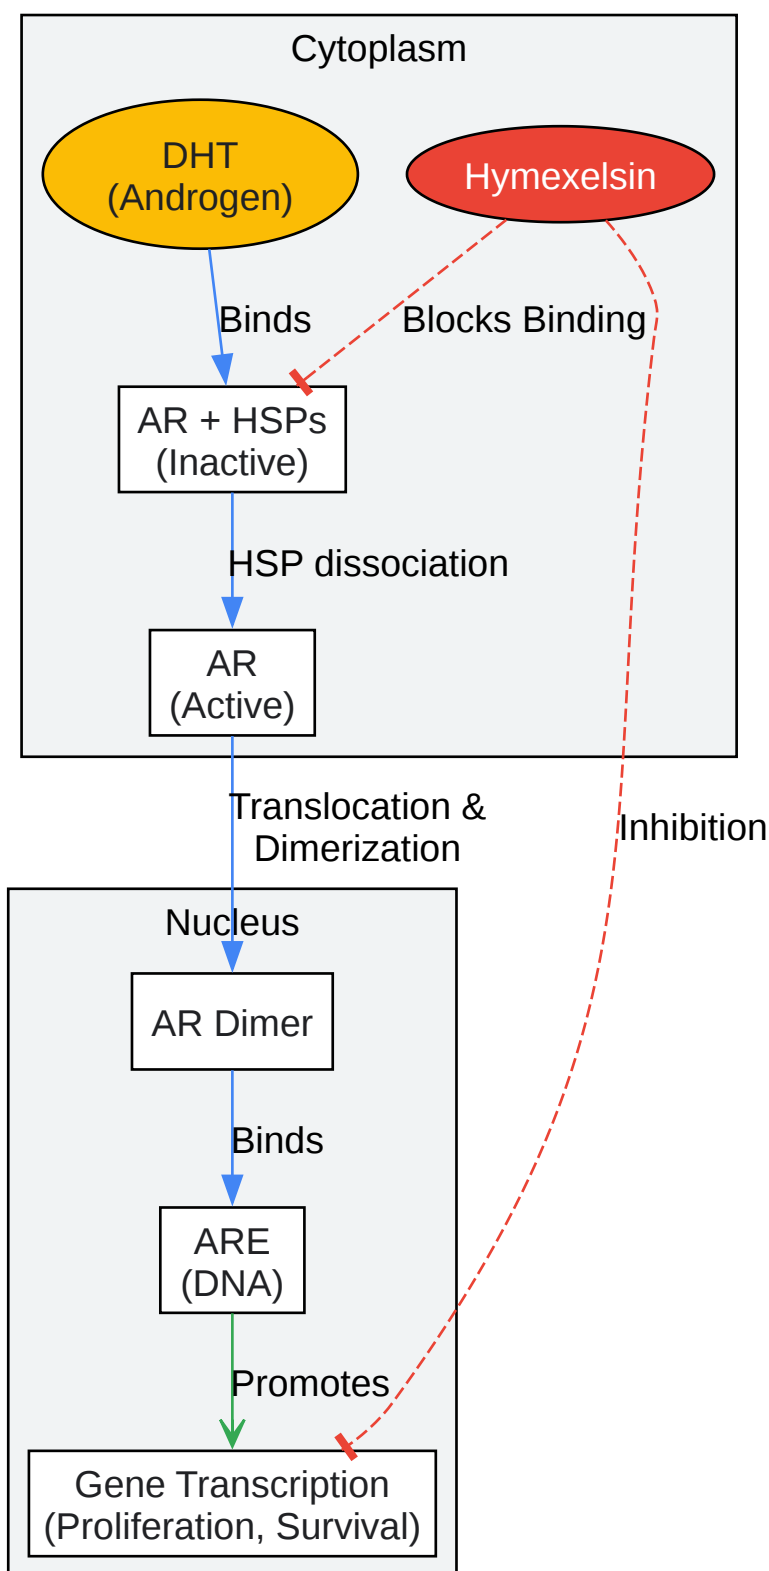 Cytoplasm
DHT
(Androgen)
Hymexelsin
Binds
Blocks Binding
AR + HSPs
(Inactive)
HSP dissociation
AR
(Active)
Translocation &
Dimerization
Inhibition
Nucleus
AR Dimer
Binds
ARE
(DNA)
Promotes
Gene Transcription
(Proliferation, Survival)